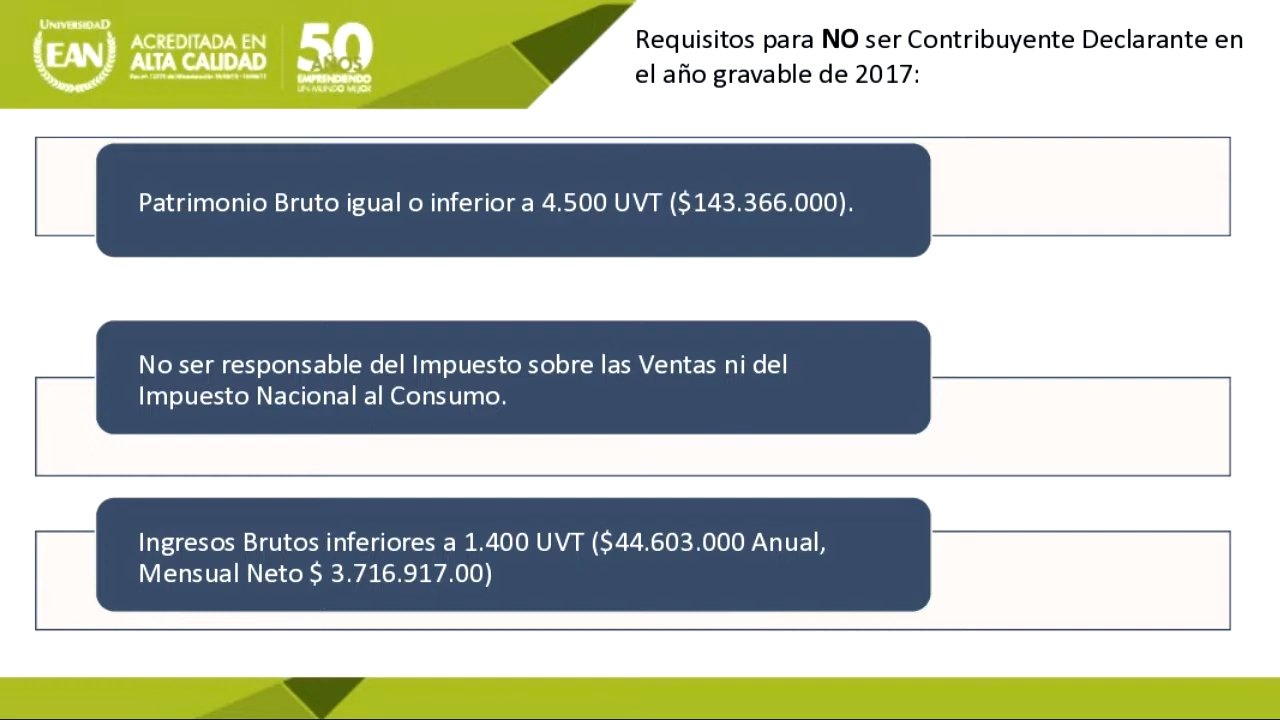 UNIVERSIDAD
EAN
ACREDITADA EN
ALTA CALIDAD
50
AÑOS
EMPRENDIENDO
UN MUNDO MEJOR
Requisitos para NO ser Contribuyente Declarante en
el año gravable de 2017:
Patrimonio Bruto igual o inferior a 4.500 UVT ($143.366.000).
No ser responsable del Impuesto sobre las Ventas ni del
Impuesto Nacional al Consumo.
Ingresos Brutos inferiores a 1.400 UVT ($44.603.000 Anual,
Mensual Neto $ 3.716.917.00)